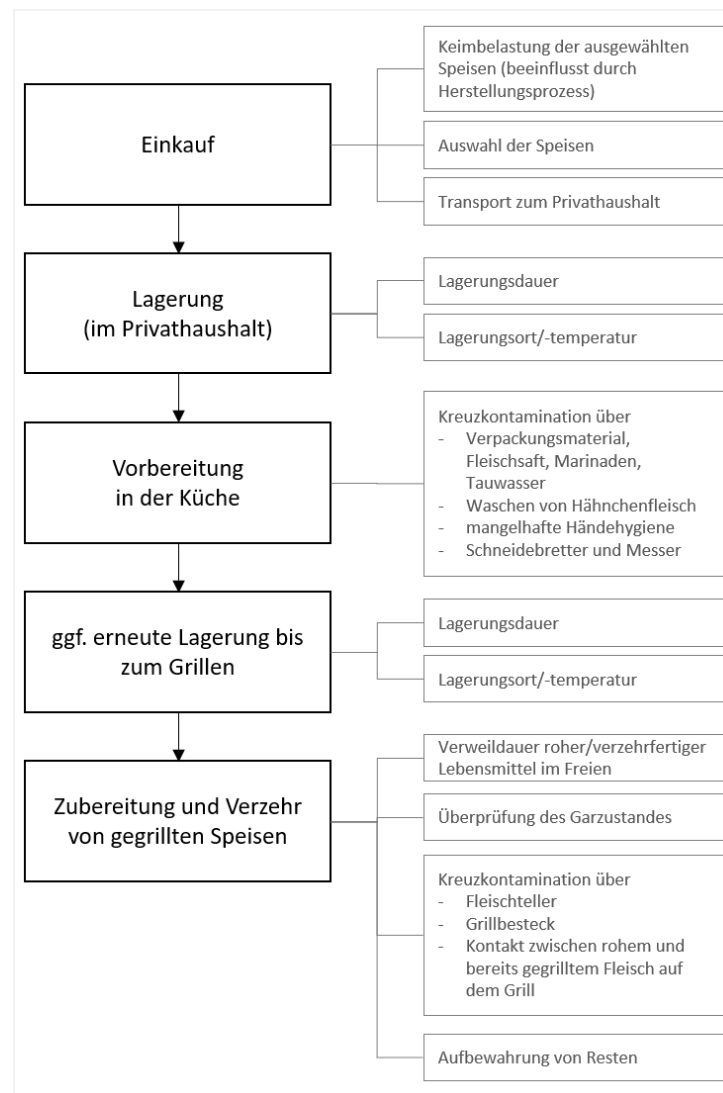 Einkauf
Keimbelastung der ausgewählten
Speisen (beeinflusst durch
Herstellungsprozess)
Auswahl der Speisen
Transport zum Privathaushalt
Lagerung
(im Privathaushalt)
Lagerungsdauer
Lagerungsort/-temperatur
Vorbereitung
in der Küche
Kreuzkontamination über
- Verpackungsmaterial,
Fleischsaft, Marinaden,
Tauwasser
- Waschen von Hähnchenfleisch
- mangelhafte Händehygiene
- Schneidebretter und Messer
ggf. erneute Lagerung bis
zum Grillen
Lagerungsdauer
Lagerungsort/-temperatur
Zubereitung und Verzehr
von gegrillten Speisen
Verweildauer roher/verzehrfertiger
Lebensmittel im Freien
Überprüfung des Garzustandes
Kreuzkontamination über
- Fleischteller
- Grillbesteck
- Kontakt zwischen rohem und
bereits gegrilltem Fleisch auf
dem Grill
Aufbewahrung von Resten